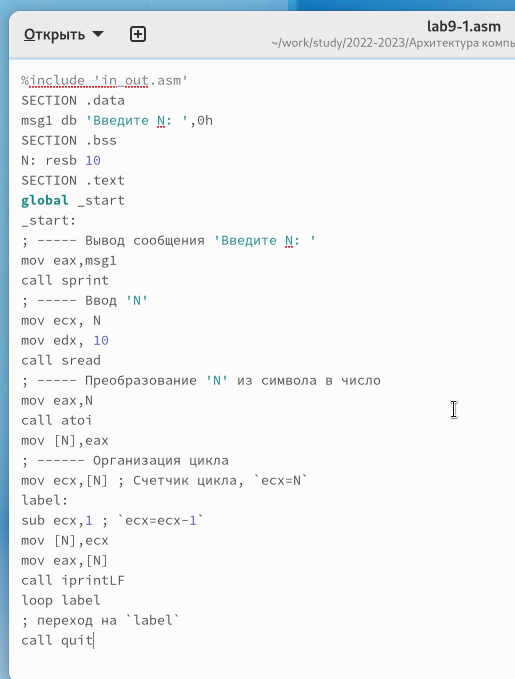 Открыть
lab9-1.asm
~/work/study/2022-2023/Архитектура
%include 'in_out.asm'
SECTION .data
msg1 db 'Введите N: ',0h
SECTION .bss
N: resb 10
SECTION .text
global _start
_start:
; ----- Вывод сообщения 'Введите N: '
mov eax,msg1
call sprint
; ----- Ввод 'N'
mov ecx, N
mov edx, 10
call sread
; ----- Преобразование 'N' из символа в число
mov eax,N
call atoi
mov [N],eax
; ------ Организация цикла
mov ecx,[N] ; Счетчик цикла, `ecx=N`
label:
sub ecx,1 ; `ecx=ecx-1`
mov [N],ecx
mov eax,[N]
call iprintLF
loop label
; переход на `label`
call quit